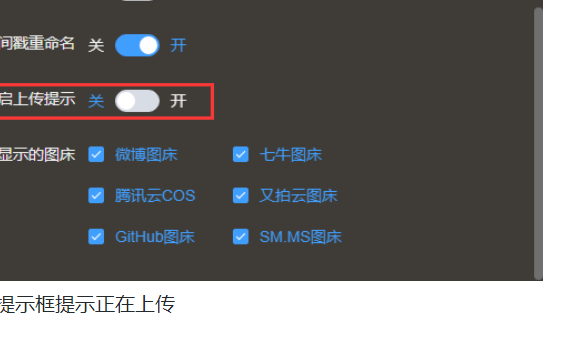 间戳重命名 关 开
启上传提示 关 开
显示的图床 微博图床 七牛图床
腾讯云COS 又拍云图床
GitHub图床 SM.MS图床
提示框提示正在上传